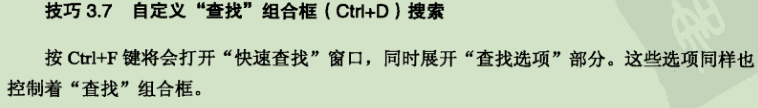 技巧 3.7 自定义“查找”组合框（Ctrl+D）搜索
按 Ctrl+F 键将会打开“快速查找”窗口，同时展开“查找选项”部分。这些选项同样也
控制着“查找”组合框。